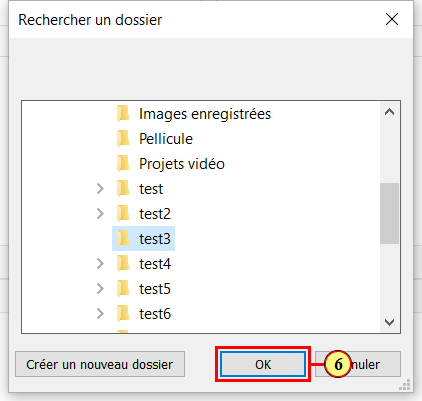 Rechercher un dossier
Images enregistrées
Pellicule
Projets vidéo
test
test2
test3
test4
test5
test6
Créer un nouveau dossier
OK
6
nuler